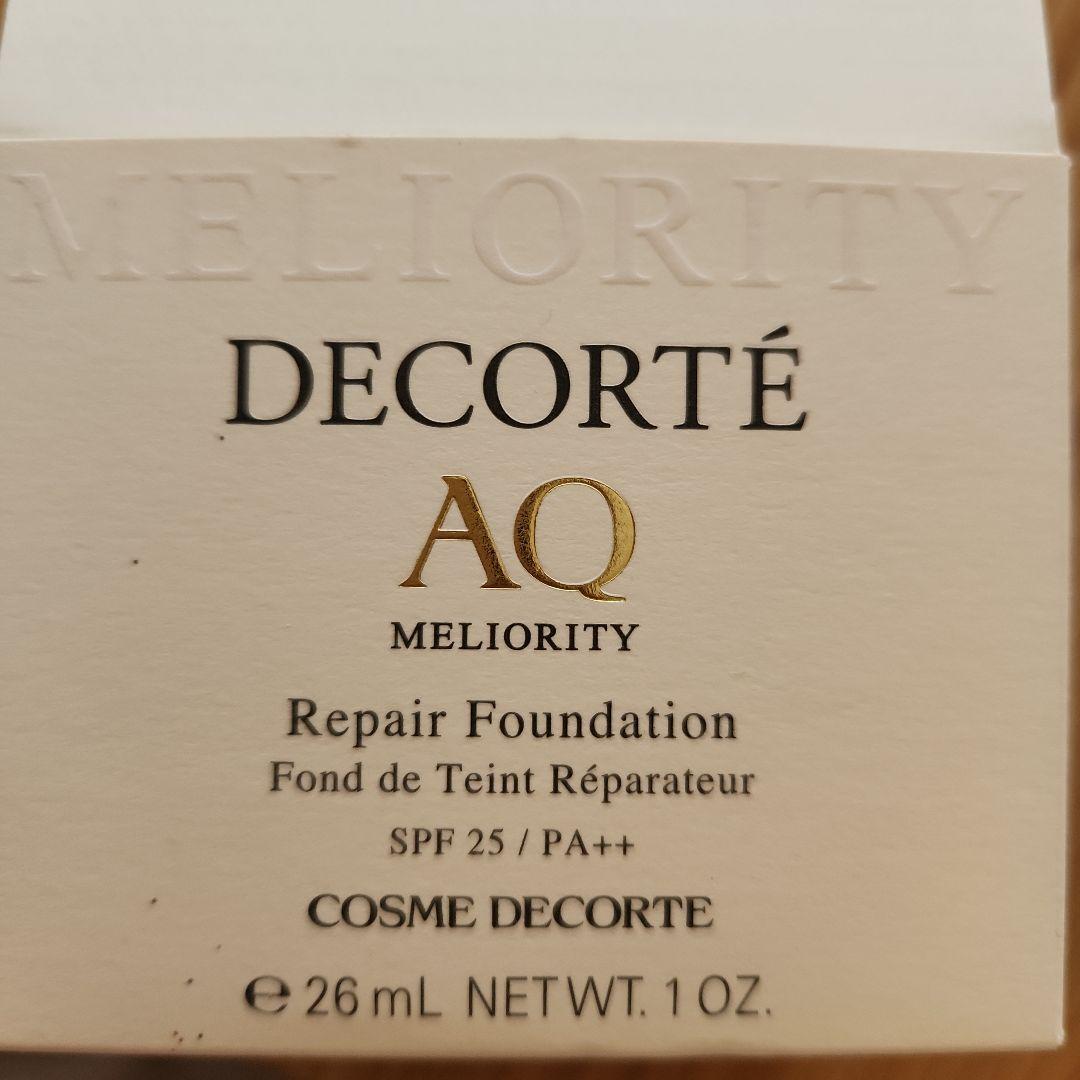 MELIORITY
DECORTÉ
AQ
MELIORITY
Repair Foundation
Fond de Teint Réparateur
SPF 25 / PA++
COSME DECORTE
℮ 26 mL NET WT. 1 OZ.